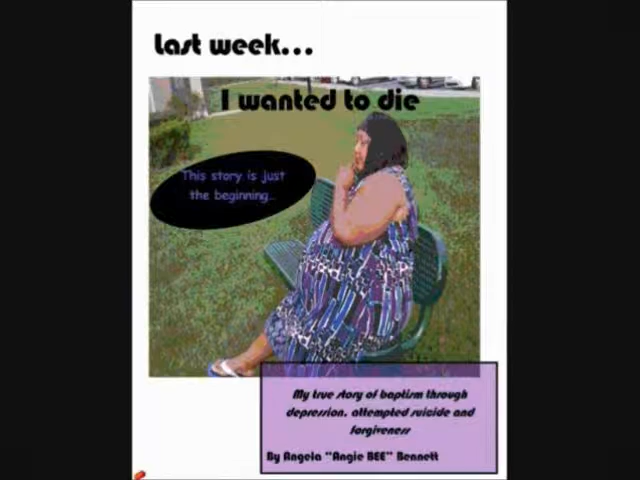 Last week...
I wanted to die
This story is just
the beginning...
My true story of baptism through
depression, attempted suicide and
forgiveness
By Angela "Angie BEE" Bennett